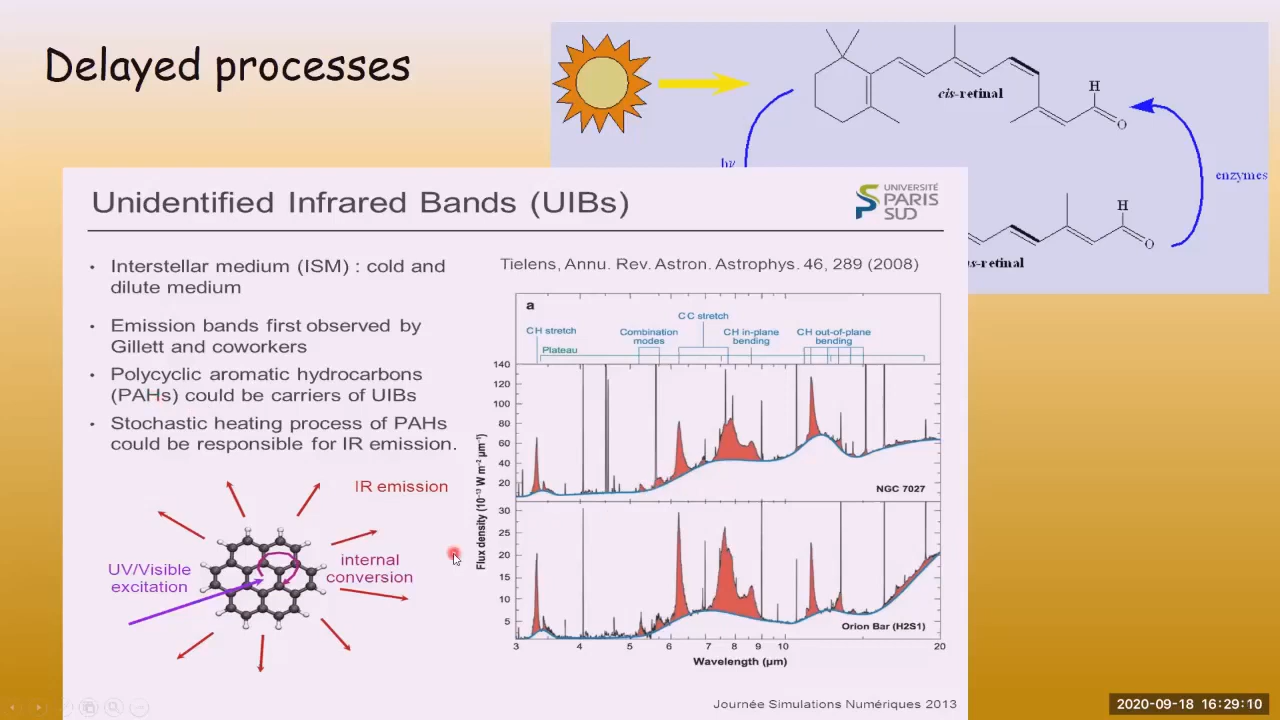 Delayed processes
cis-retinal
H
O
hν
enzymes
H
O
s-retinal
Unidentified Infrared Bands (UIBs)
UNIVERSITÉ
PARIS
SUD
• Interstellar medium (ISM) : cold and
dilute medium
• Emission bands first observed by
Gillett and coworkers
• Polycyclic aromatic hydrocarbons
(PAHs) could be carriers of UIBs
• Stochastic heating process of PAHs
could be responsible for IR emission.
IR emission
UV/Visible
excitation
internal
conversion
Tielens, Annu. Rev. Astron. Astrophys. 46, 289 (2008)
a
CC stretch
CH stretch
Combination
modes
CH in-plane
bending
CH out-of-plane
bending
Plateau
140
120
100
80
60
40
20
NGC 7027
30
25
20
15
10
5
Orion Bar (H2S1)
Flux density (10⁻¹³ W m⁻² µm⁻¹)
3 4 5 6 7 8 9 10 20
Wavelength (µm)
Journée Simulations Numériques 2013
2020-09-18 16:29:10